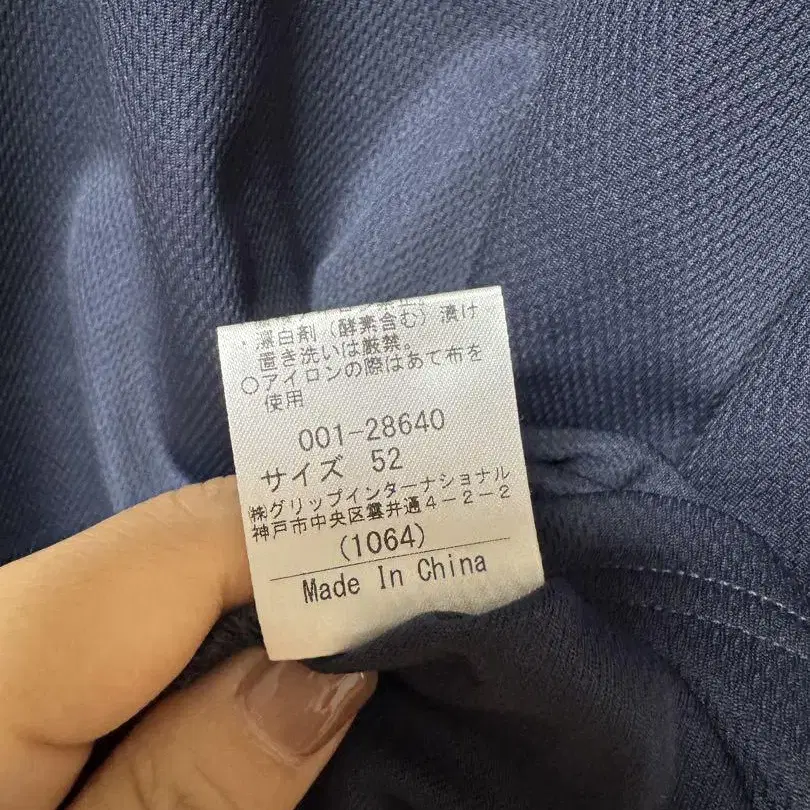 ・漂白剤（酵素含む）漬け
置き洗いは厳禁。
○アイロンの際はあて布を
使用
001-28640
サイズ 52
㈱グリップインターナショナル
神戸市中央区雲井通4-2-2
(1064)
Made In China